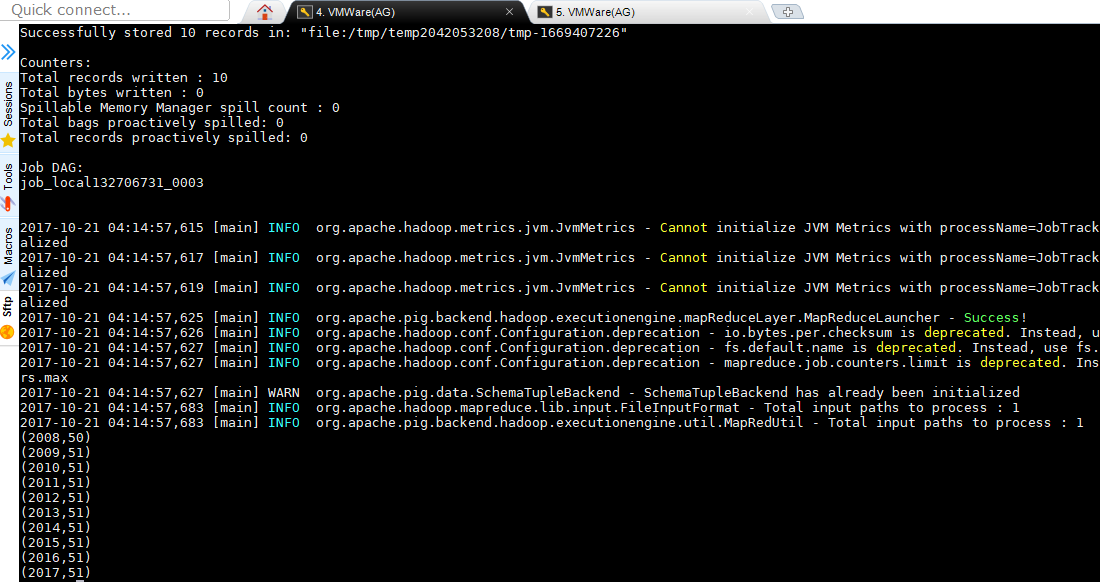 Quick connect...
4. VMWare(AG)
5. VMWare(AG)
Sessions
Tools
Macros
Sftp
Successfully stored 10 records in: "file:/tmp/temp2042053208/tmp-1669407226"
Counters:
Total records written : 10
Total bytes written : 0
Spillable Memory Manager spill count : 0
Total bags proactively spilled: 0
Total records proactively spilled: 0
Job DAG:
job_local132706731_0003
2017-10-21 04:14:57,615 [main] INFO  org.apache.hadoop.metrics.jvm.JvmMetrics - Cannot initialize JVM Metrics with processName=JobTrack
alized
2017-10-21 04:14:57,617 [main] INFO  org.apache.hadoop.metrics.jvm.JvmMetrics - Cannot initialize JVM Metrics with processName=JobTrack
alized
2017-10-21 04:14:57,619 [main] INFO  org.apache.hadoop.metrics.jvm.JvmMetrics - Cannot initialize JVM Metrics with processName=JobTrack
alized
2017-10-21 04:14:57,625 [main] INFO  org.apache.pig.backend.hadoop.executionengine.mapReduceLayer.MapReduceLauncher - Success!
2017-10-21 04:14:57,626 [main] INFO  org.apache.hadoop.conf.Configuration.deprecation - io.bytes.per.checksum is deprecated. Instead, u
2017-10-21 04:14:57,627 [main] INFO  org.apache.hadoop.conf.Configuration.deprecation - fs.default.name is deprecated. Instead, use fs.
2017-10-21 04:14:57,627 [main] INFO  org.apache.hadoop.conf.Configuration.deprecation - mapreduce.job.counters.limit is deprecated. Ins
rs.max
2017-10-21 04:14:57,627 [main] WARN  org.apache.pig.data.SchemaTupleBackend - SchemaTupleBackend has already been initialized
2017-10-21 04:14:57,683 [main] INFO  org.apache.hadoop.mapreduce.lib.input.FileInputFormat - Total input paths to process : 1
2017-10-21 04:14:57,683 [main] INFO  org.apache.pig.backend.hadoop.executionengine.util.MapRedUtil - Total input paths to process : 1
(2008,50)
(2009,51)
(2010,51)
(2011,51)
(2012,51)
(2013,51)
(2014,51)
(2015,51)
(2016,51)
(2017,51)